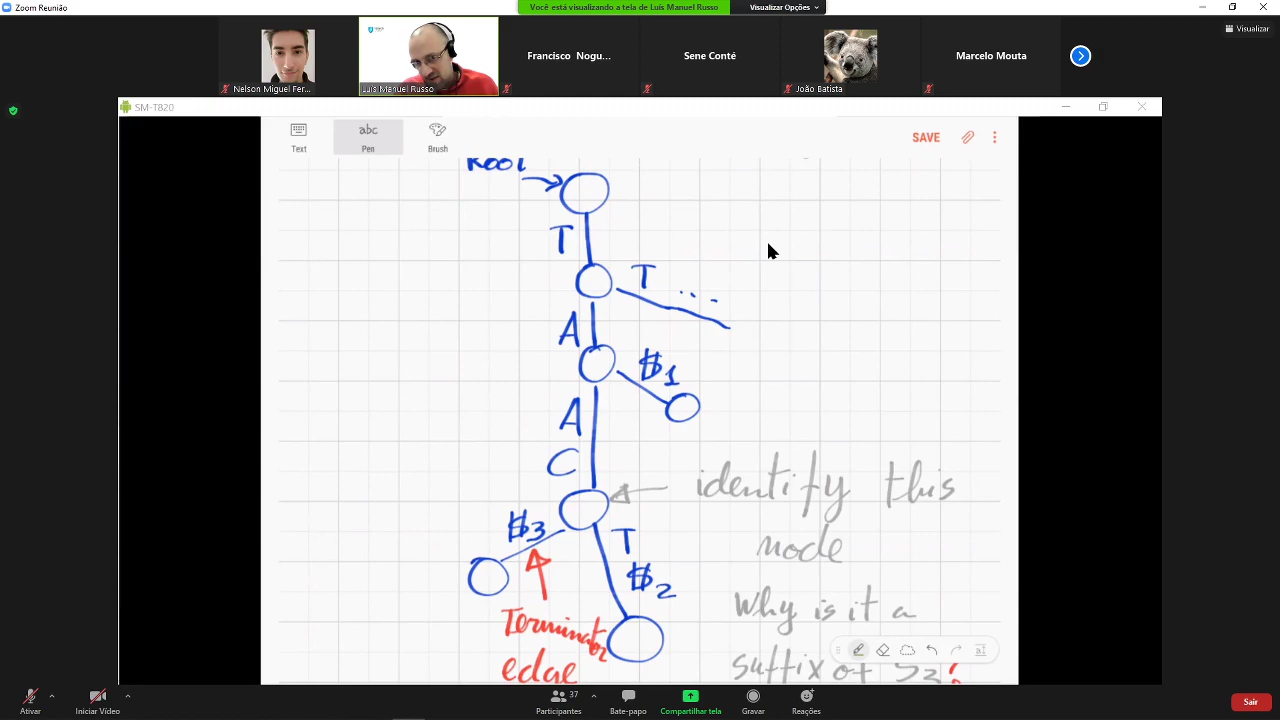 Zoom Reunião
Você está visualizando a tela de Luís Manuel Russo
Visualizar Opções
Visualizar
Nelson Miguel Fer...
Luís Manuel Russo
Francisco Nogu...
Sene Conté
João Batista
Marcelo Mouta
SM-T820
abc
Text
Pen
Brush
SAVE
Root
T
T ...
A
$1
A
C
identify this
node
$3
T
$2
Why is it a
Terminator
edge
suffix of S2?
Ativar
Iniciar Vídeo
37
Participantes
Bate-papo
Compartilhar tela
Gravar
Reações
Sair